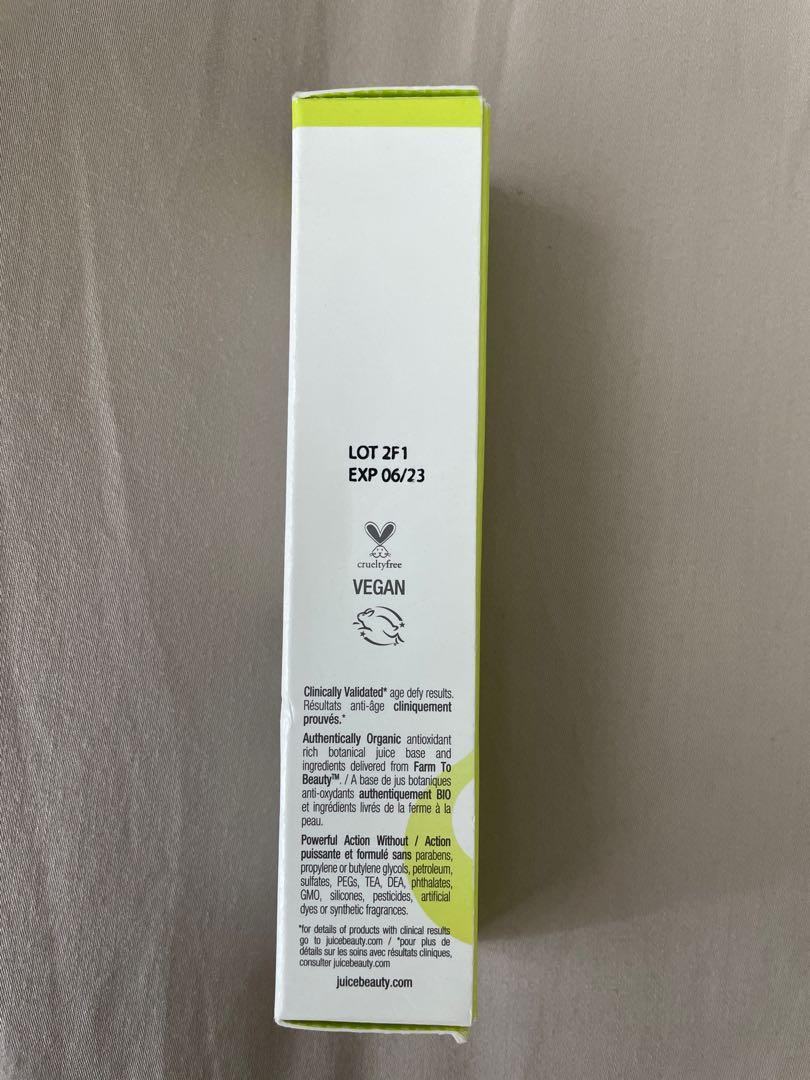 LOT 2F1
EXP 06/23
crueltyfree
VEGAN
Clinically Validated* age defy results.
Résultats anti-âge cliniquement
prouvés.*
Authentically Organic antioxidant
rich botanical juice base and
ingredients delivered from Farm To
Beauty™. / A base de jus botaniques
anti-oxydants authentiquement BIO
et ingrédients livrés de la ferme à la
peau.
Powerful Action Without / Action
puissante et formulé sans parabens,
propylene or butylene glycols, petroleum,
sulfates, PEGs, TEA, DEA, phthalates,
GMO, silicones, pesticides, artificial
dyes or synthetic fragrances.
*for details of products with clinical results
go to juicebeauty.com / *pour plus de
détails sur les soins avec résultats cliniques,
consulter juicebeauty.com
juicebeauty.com